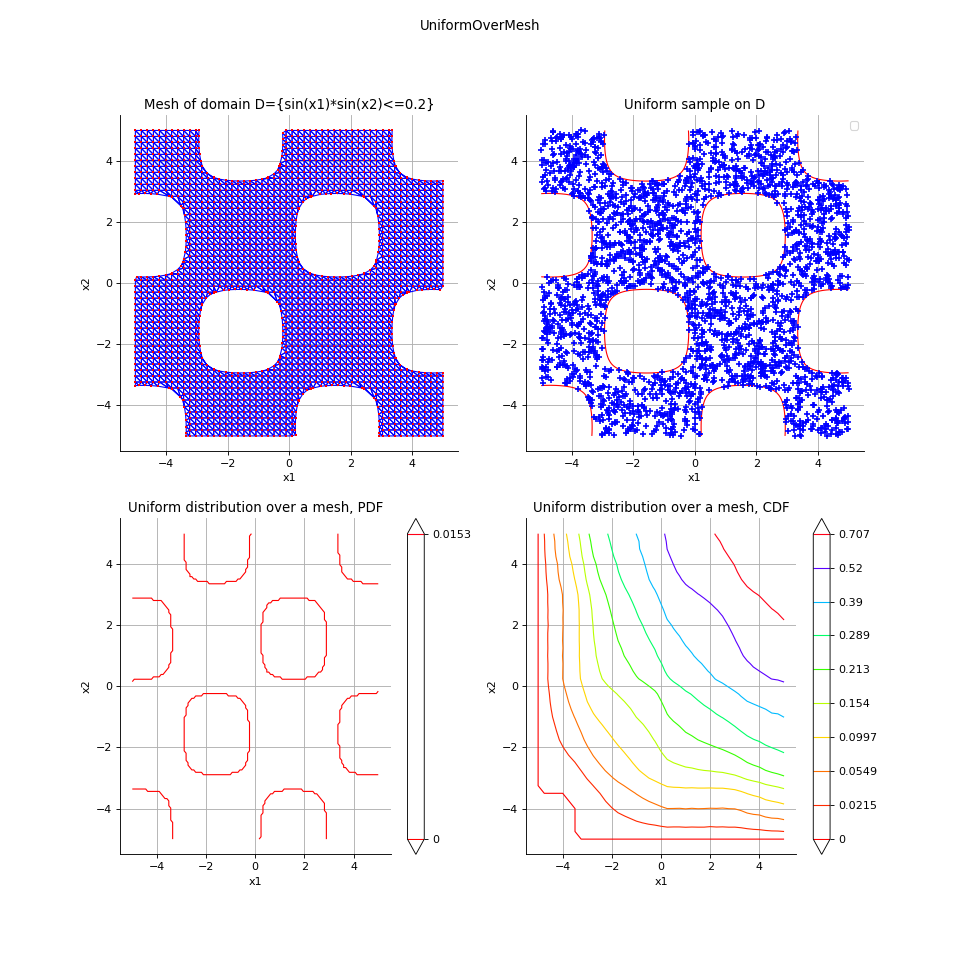 UniformOverMesh
Mesh of domain D={sin(x1)*sin(x2)<=0.2}
4
2
0
−2
−4
x2
−4 −2 0 2 4
x1
Uniform sample on D
4
2
0
−2
−4
x2
−4 −2 0 2 4
x1
Uniform distribution over a mesh, PDF
4
2
0
−2
−4
x2
−4 −2 0 2 4
x1
0.0153
0
Uniform distribution over a mesh, CDF
4
2
0
−2
−4
x2
−4 −2 0 2 4
x1
0.707
0.52
0.39
0.289
0.213
0.154
0.0997
0.0549
0.0215
0